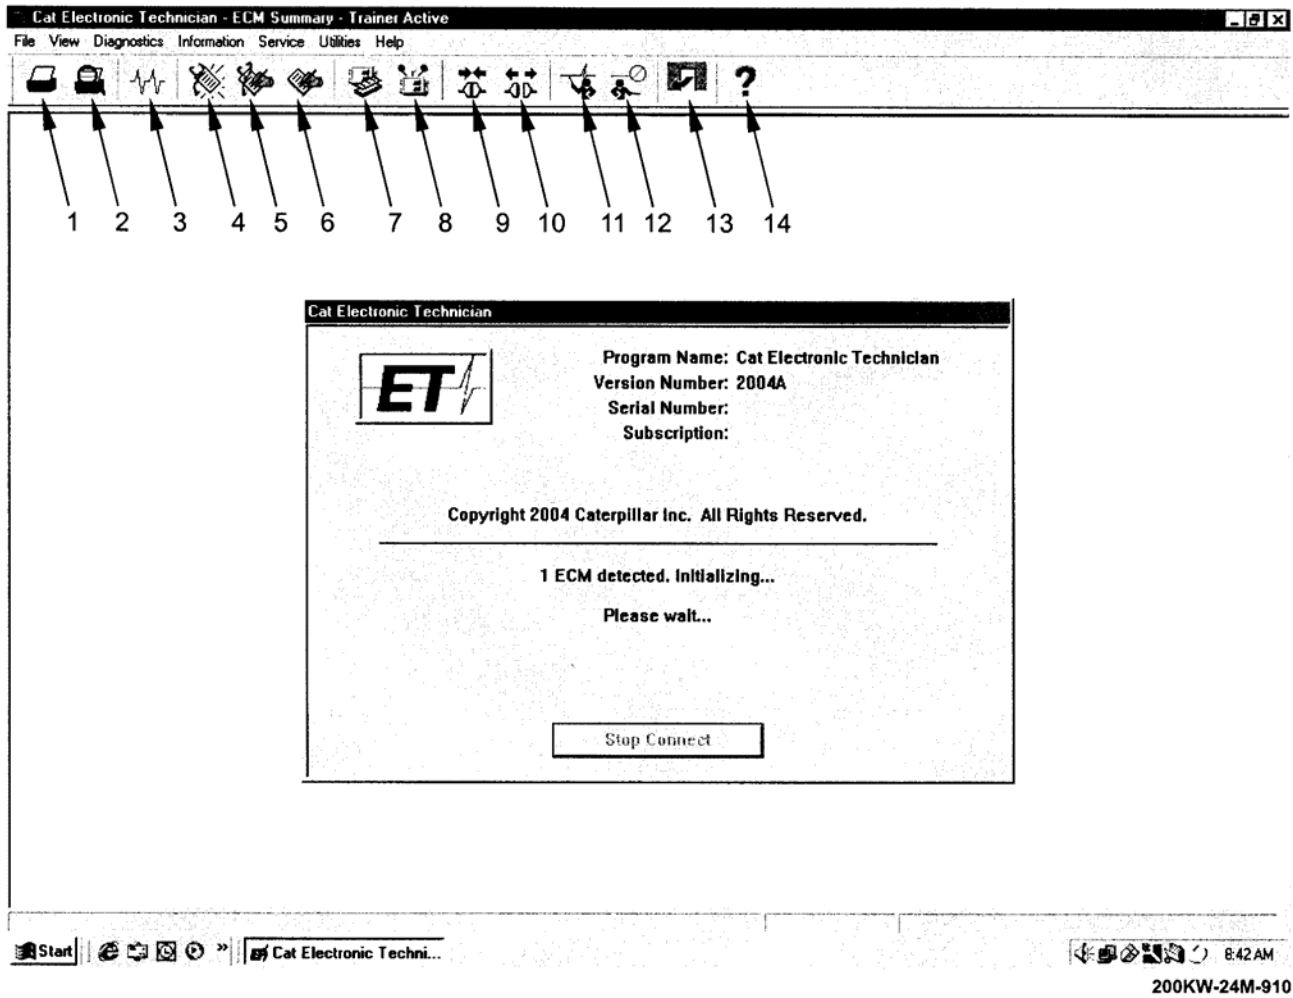 Cat Electronic Technician - ECM Summary - Trainer Active
File View Diagnostics Information Service Utilities Help
?
1 2 3 4 5 6 7 8 9 10 11 12 13 14
Cat Electronic Technician
ET
Program Name: Cat Electronic Technician
Version Number: 2004A
Serial Number:
Subscription:
Copyright 2004 Caterpillar Inc. All Rights Reserved.
1 ECM detected. Initializing...
Please wait...
Stop Connect
Start » Cat Electronic Techni... 8:42 AM
200KW-24M-910